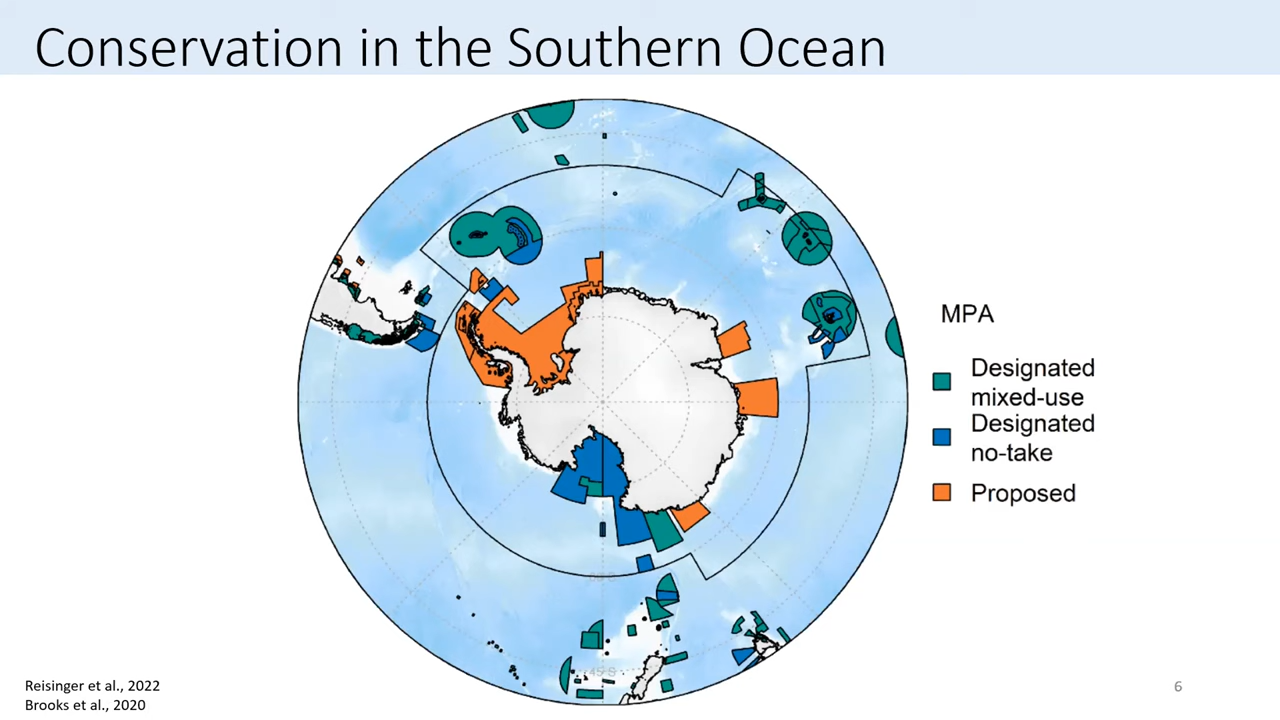 Conservation in the Southern Ocean
MPA
Designated
mixed-use
Designated
no-take
Proposed
45°S
Reisinger et al., 2022
Brooks et al., 2020
6